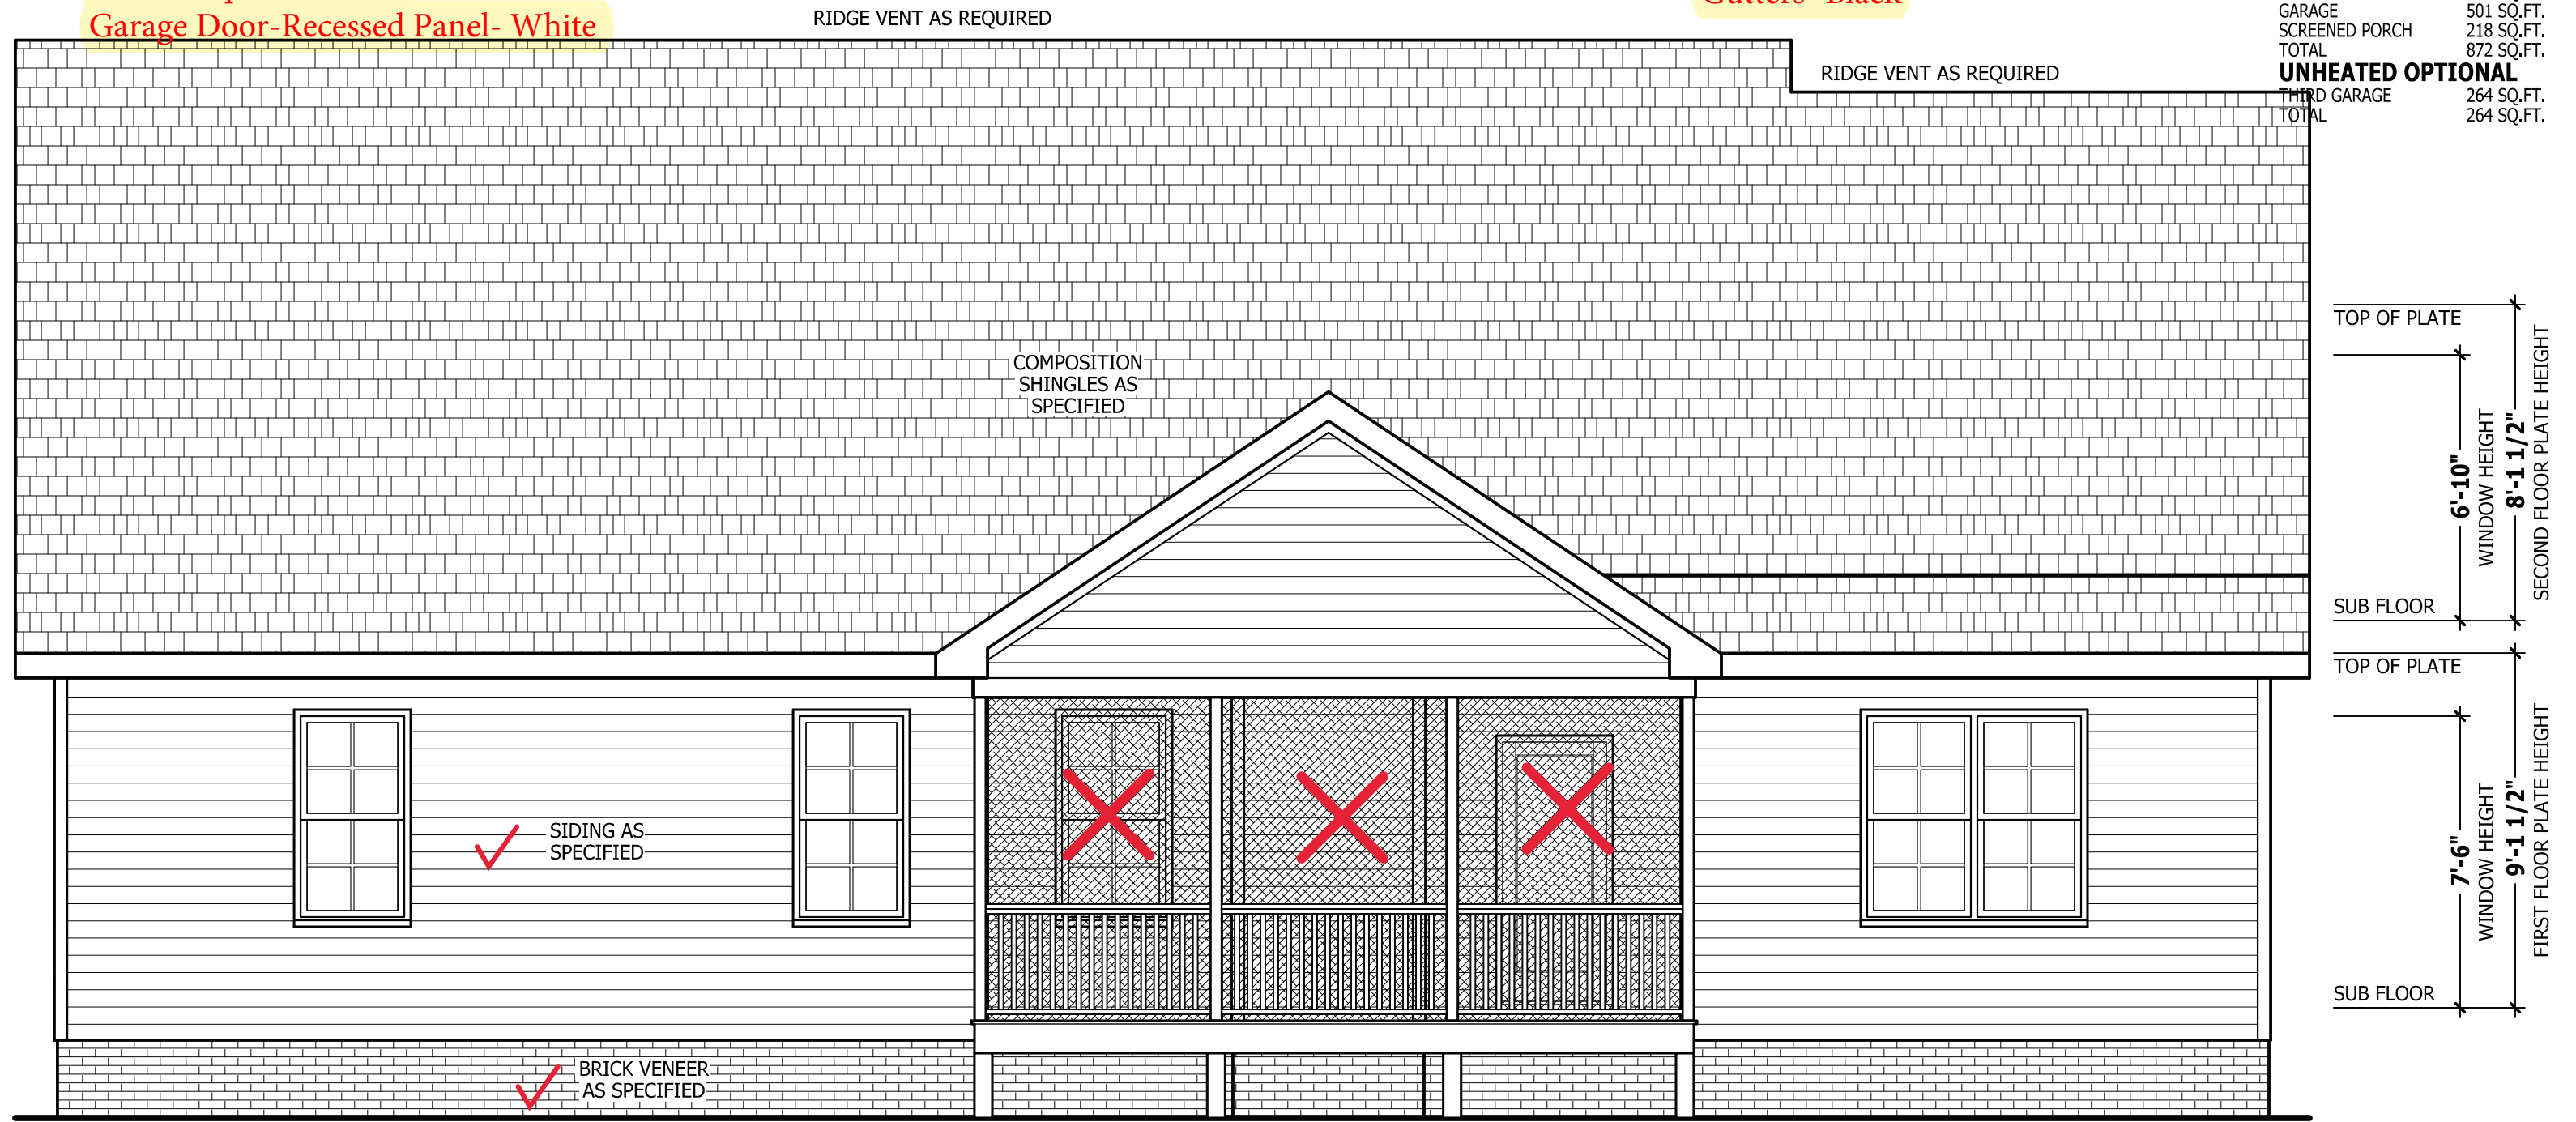 Garage Door-Recessed Panel- White
RIDGE VENT AS REQUIRED
Gutters- Black
GARAGE 501 SQ.FT.
SCREENED PORCH 218 SQ.FT.
TOTAL 872 SQ.FT.
UNHEATED OPTIONAL
THIRD GARAGE 264 SQ.FT.
TOTAL 264 SQ.FT.
RIDGE VENT AS REQUIRED
COMPOSITION
SHINGLES AS
SPECIFIED
TOP OF PLATE
6'-10"
WINDOW HEIGHT
8'-1 1/2"
SECOND FLOOR PLATE HEIGHT
SUB FLOOR
TOP OF PLATE
SIDING AS
SPECIFIED
7'-6"
WINDOW HEIGHT
9'-1 1/2"
FIRST FLOOR PLATE HEIGHT
SUB FLOOR
BRICK VENEER
AS SPECIFIED